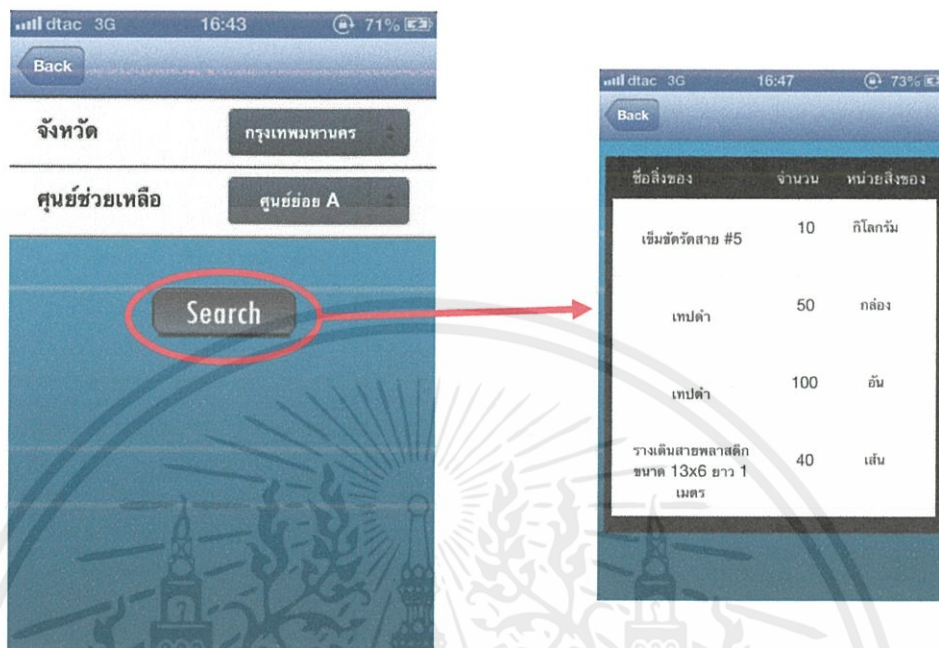 dtac 3G 16:43 71%
Back
จังหวัด กรุงเทพมหานคร
ศูนย์ช่วยเหลือ ศูนย์ย่อย A
Search
dtac 3G 16:47 73%
Back
ชื่อสิ่งของ จำนวน หน่วยสิ่งของ
เข็มขัดรัดสาย #5 10 กิโลกรัม
เทปดำ 50 กล่อง
เทปดำ 100 อัน
รางเดินสายพลาสติก
ขนาด 13x6 ยาว 1 40 เส้น
เมตร